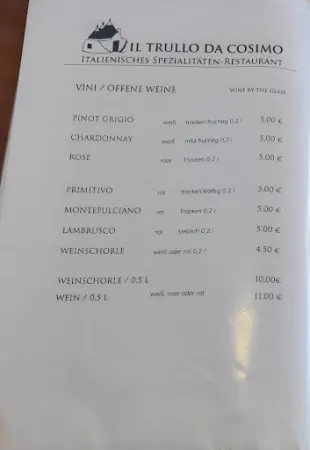 IL TRULLO DA COSIMO
ITALIENISCHES SPEZIALITÄTEN-RESTAURANT
VINI / OFFENE WEINE WINE BY THE GLASS
PINOT GRIGIO weiß trocken fruchtig 0,2 l 5,00 €
CHARDONNAY weiß mild fruchtig 0,2 l 5,00 €
ROSE rose Trocken 0,2 l 5,00 €
PRIMITIVO rot trocken kräftig 0,2 l 5,00 €
MONTEPULCIANO rot Trocken 0,2 l 5,00 €
LAMBRUSCO rot Lieblich 0,2 l 5,00 €
WEINSCHORLE weiß oder rot 0,2 l 4,50 €
WEINSCHORLE / 0,5 L 10,00€
WEIN / 0,5 L weiß, rose oder rot 11,00 €